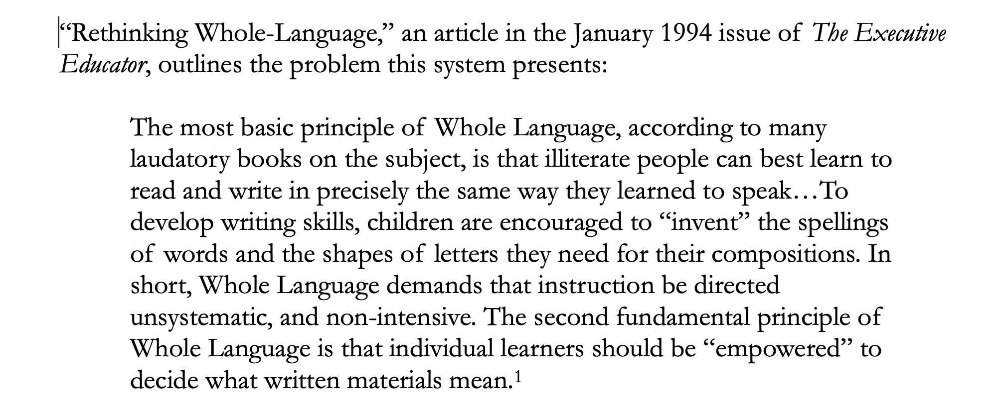 “Rethinking Whole-Language,” an article in the January 1994 issue of The Executive
Educator, outlines the problem this system presents:
The most basic principle of Whole Language, according to many
laudatory books on the subject, is that illiterate people can best learn to
read and write in precisely the same way they learned to speak…To
develop writing skills, children are encouraged to “invent” the spellings
of words and the shapes of letters they need for their compositions. In
short, Whole Language demands that instruction be directed
unsystematic, and non-intensive. The second fundamental principle of
Whole Language is that individual learners should be “empowered” to
decide what written materials mean.¹